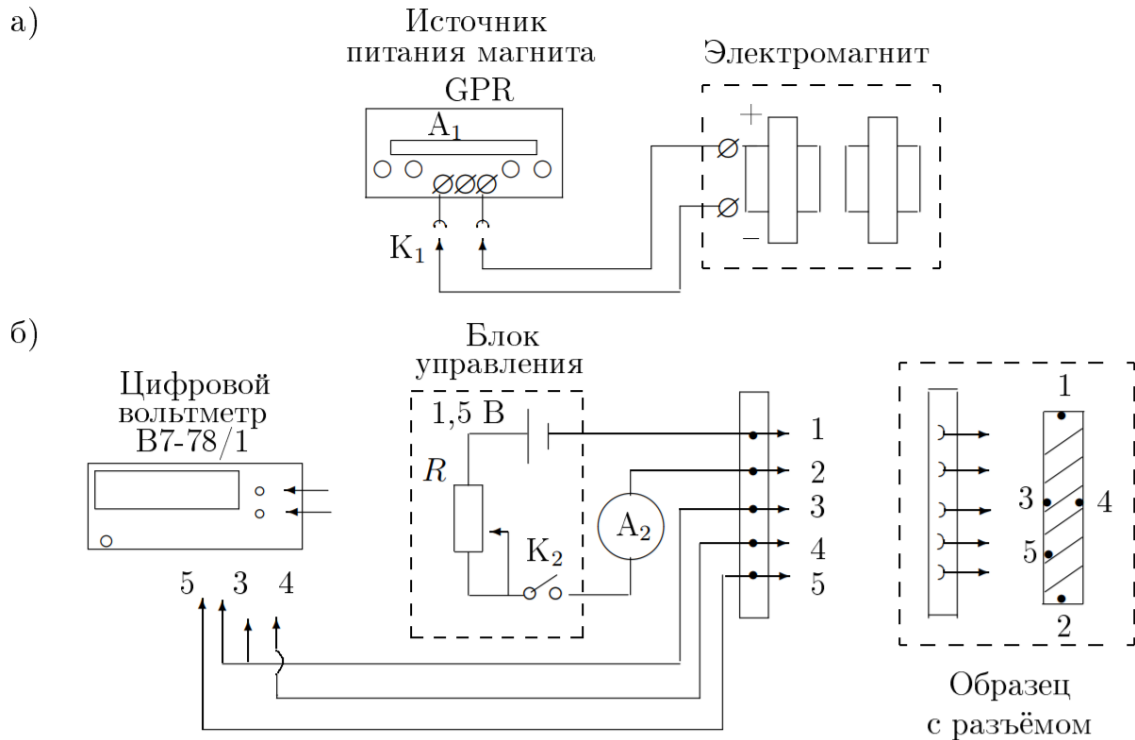 а)
Источник
питания магнита
GPR
A₁
K₁
Электромагнит
+
−
б)
Цифровой
вольтметр
В7-78/1
5 3 4
Блок
управления
1,5 В
R
K₂
A₂
1
2
3
4
5
1
3 4
5
2
Образец
с разъёмом